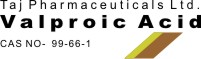 Taj Pharmaceuticals Ltd.
Valproic Acid
CAS NO- 99-66-1